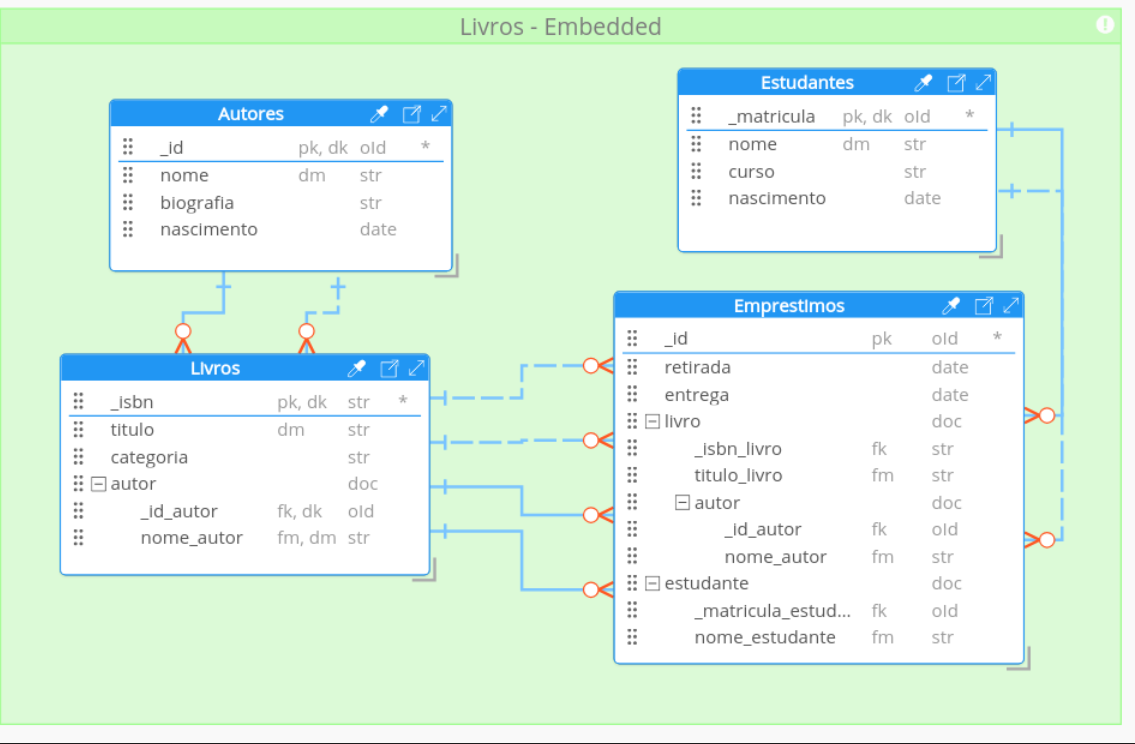 Livros - Embedded
Autores
_id pk, dk oId *
nome dm str
biografia str
nascimento date
Estudantes
_matricula pk, dk oId *
nome dm str
curso str
nascimento date
Livros
_isbn pk, dk str *
titulo dm str
categoria str
autor doc
_id_autor fk, dk oId
nome_autor fm, dm str
Emprestimos
_id pk oId *
retirada date
entrega date
livro doc
_isbn_livro fk str
titulo_livro fm str
autor doc
_id_autor fk oId
nome_autor fm str
estudante doc
_matricula_estud... fk oId
nome_estudante fm str